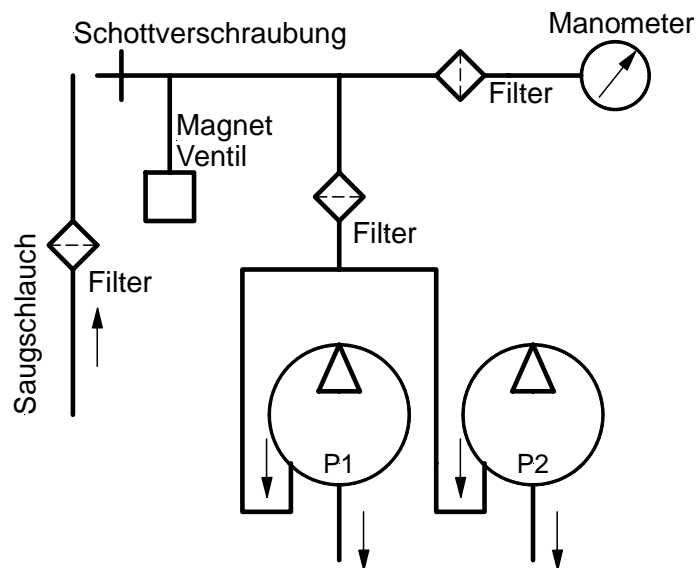 Schottverschraubung
Manometer
Filter
Magnet
Ventil
Filter
Saugschlauch
Filter
P1
P2